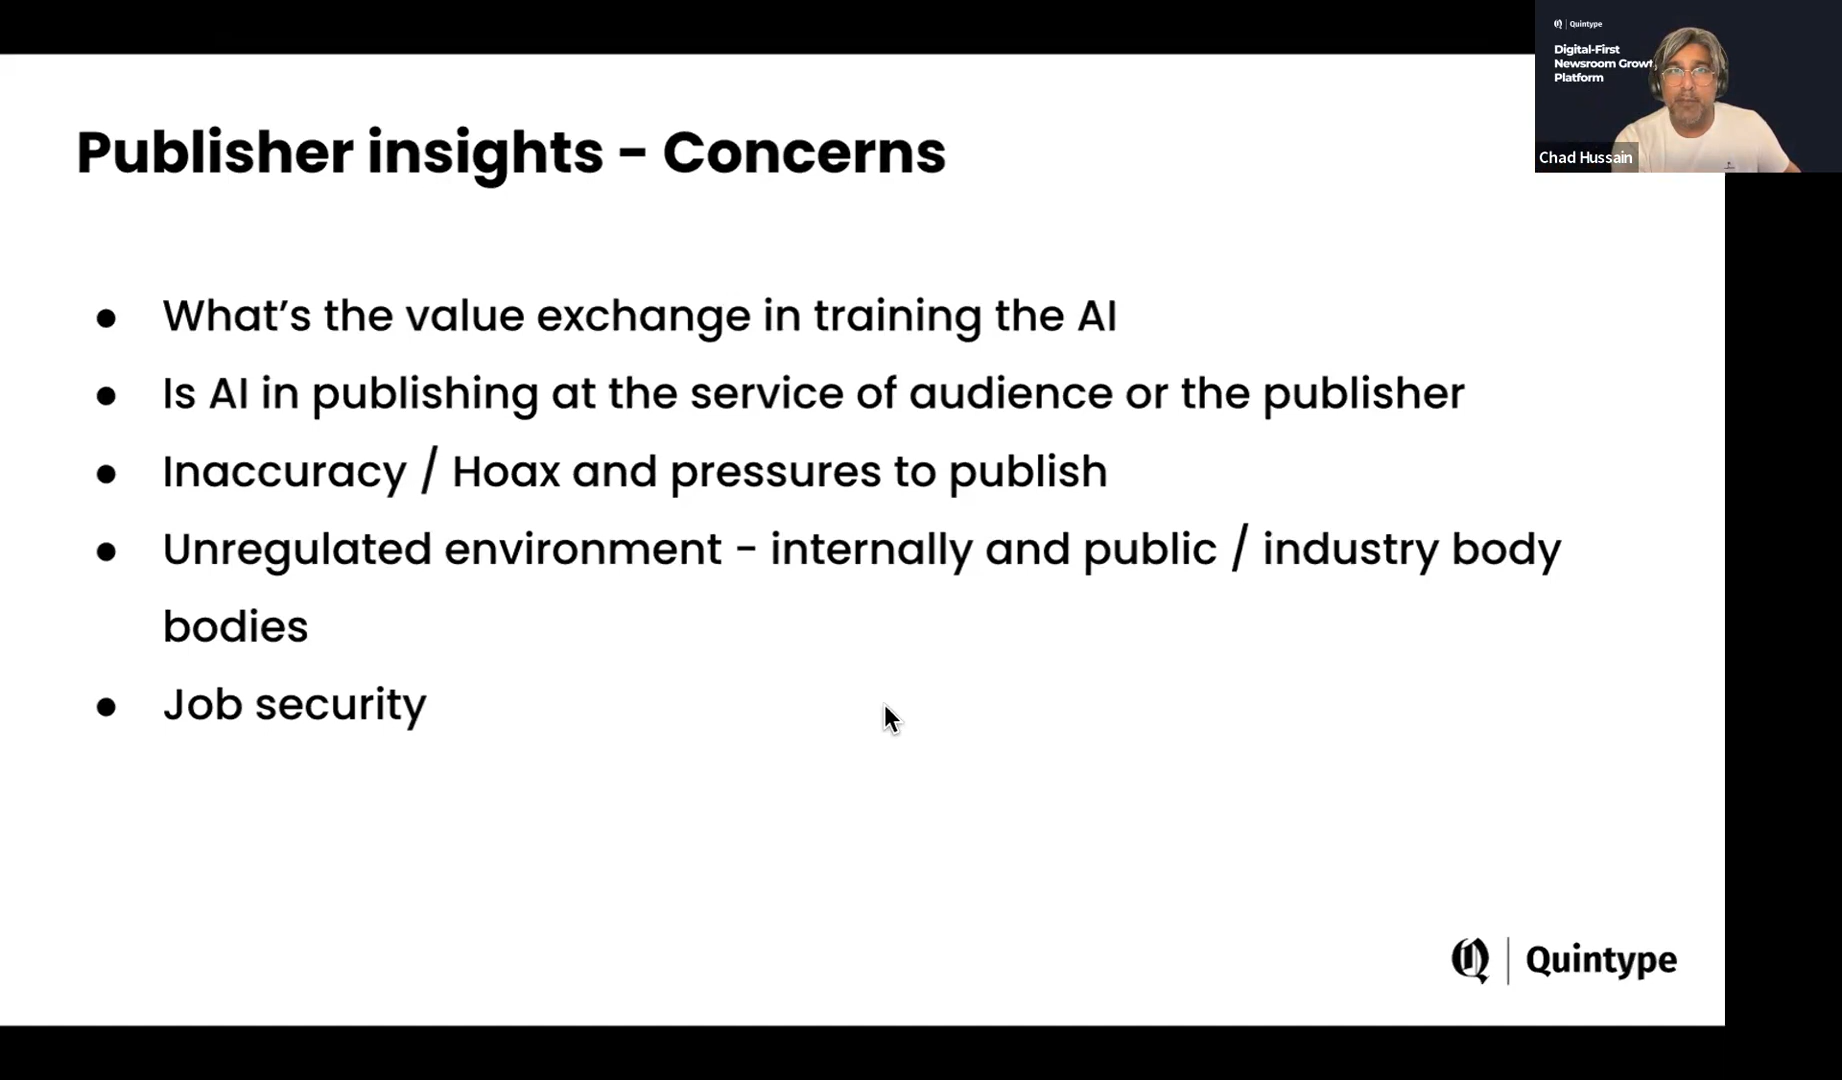 Quintype
Digital-First
Newsroom Growth
Platform
Chad Hussain
Publisher insights - Concerns
● What’s the value exchange in training the AI
● Is AI in publishing at the service of audience or the publisher
● Inaccuracy / Hoax and pressures to publish
● Unregulated environment - internally and public / industry body
bodies
● Job security
Quintype